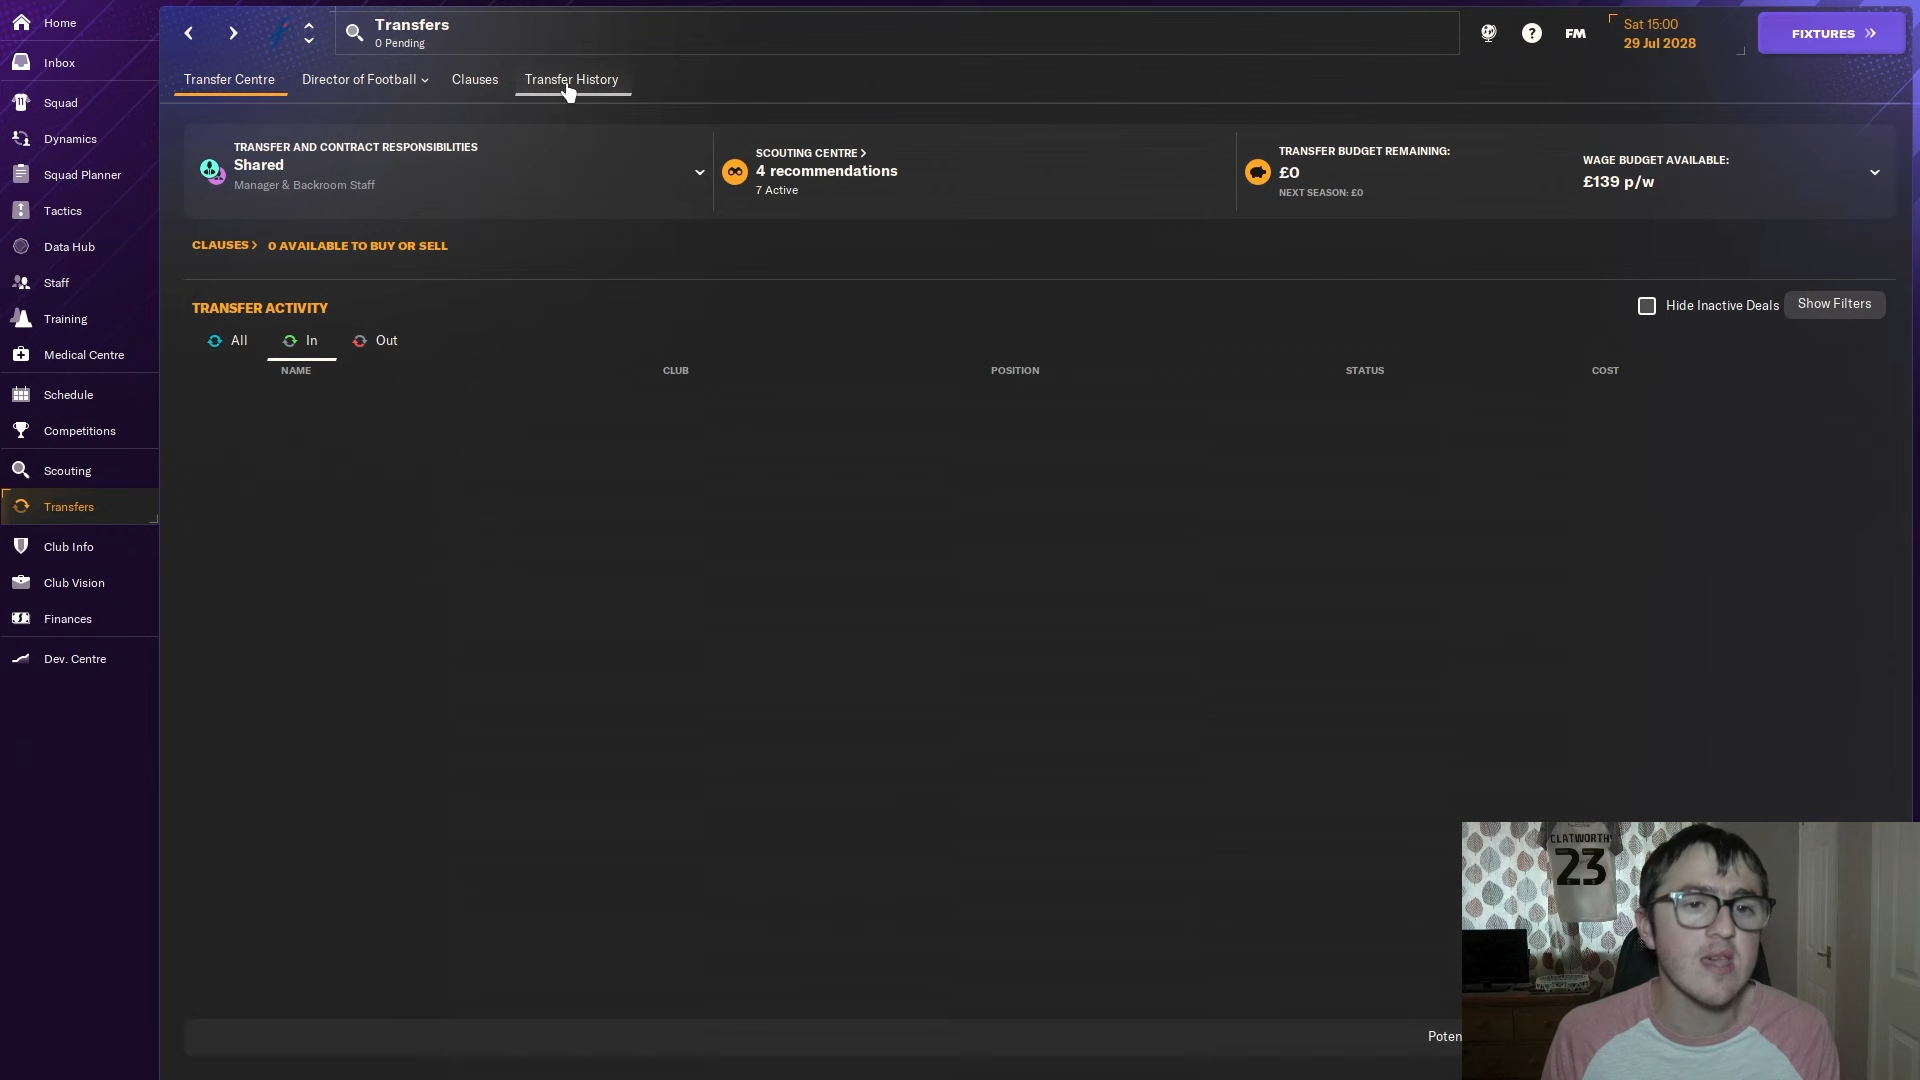 Home
Inbox
Squad
Dynamics
Squad Planner
Tactics
Data Hub
Staff
Training
Medical Centre
Schedule
Competitions
Scouting
Transfers
Club Info
Club Vision
Finances
Dev. Centre
Transfers
0 Pending
FM
Sat 15:00
29 Jul 2028
FIXTURES
Transfer Centre
Director of Football
Clauses
Transfer History
TRANSFER AND CONTRACT RESPONSIBILITIES
Shared
Manager & Backroom Staff
SCOUTING CENTRE >
4 recommendations
7 Active
TRANSFER BUDGET REMAINING:
£0
NEXT SEASON: £0
WAGE BUDGET AVAILABLE:
£139 p/w
CLAUSES > 0 AVAILABLE TO BUY OR SELL
TRANSFER ACTIVITY
Hide Inactive Deals
Show Filters
All
In
Out
NAME
CLUB
POSITION
STATUS
COST
Poten
CLATWORTHY
23